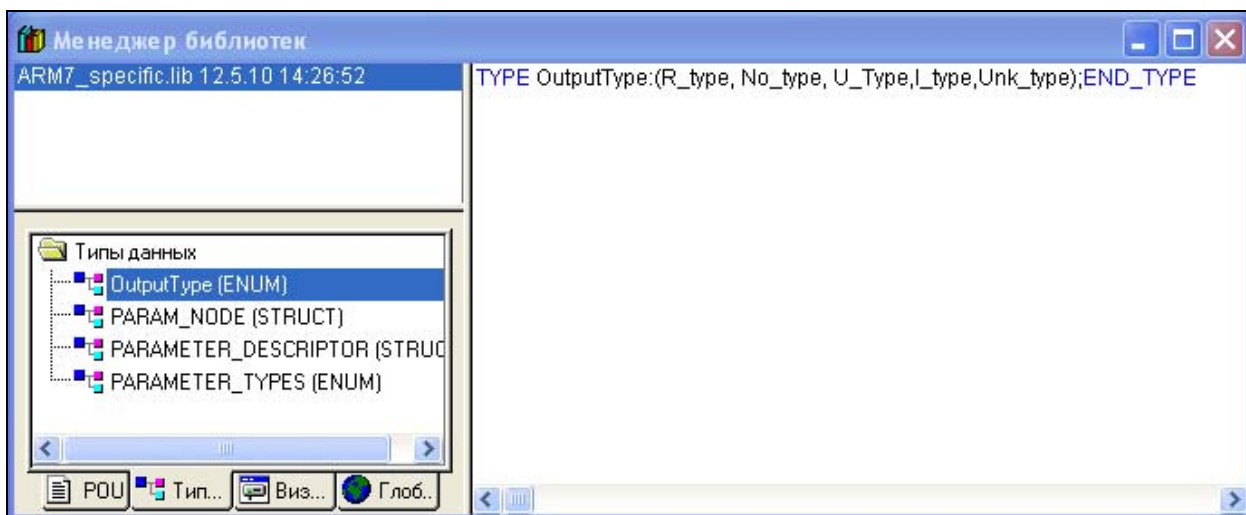 Менеджер библиотек
ARM7_specific.lib 12.5.10 14:26:52
TYPE OutputType:(R_type, No_type, U_Type,I_type,Unk_type);END_TYPE
Типы данных
OutputType (ENUM)
PARAM_NODE (STRUCT)
PARAMETER_DESCRIPTOR (STRUC
PARAMETER_TYPES (ENUM)
POU Тип... Виз... Глоб..